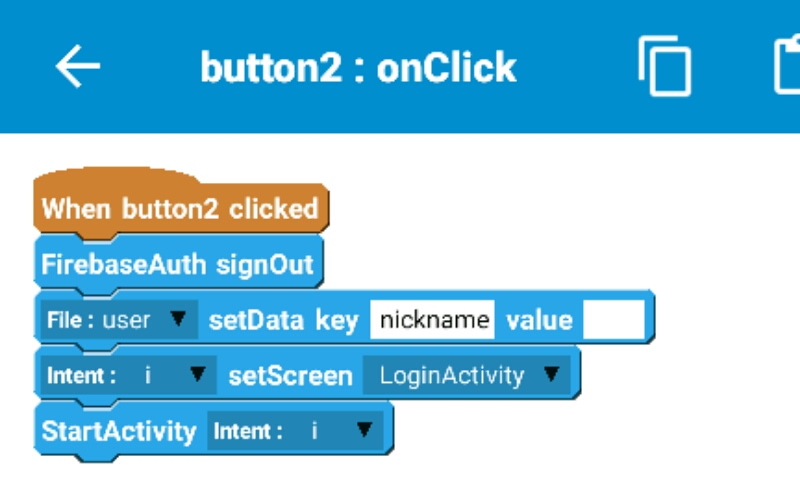 button2 : onClick
When button2 clicked
FirebaseAuth signOut
File : user setData key nickname value
Intent : i setScreen LoginActivity
StartActivity Intent : i